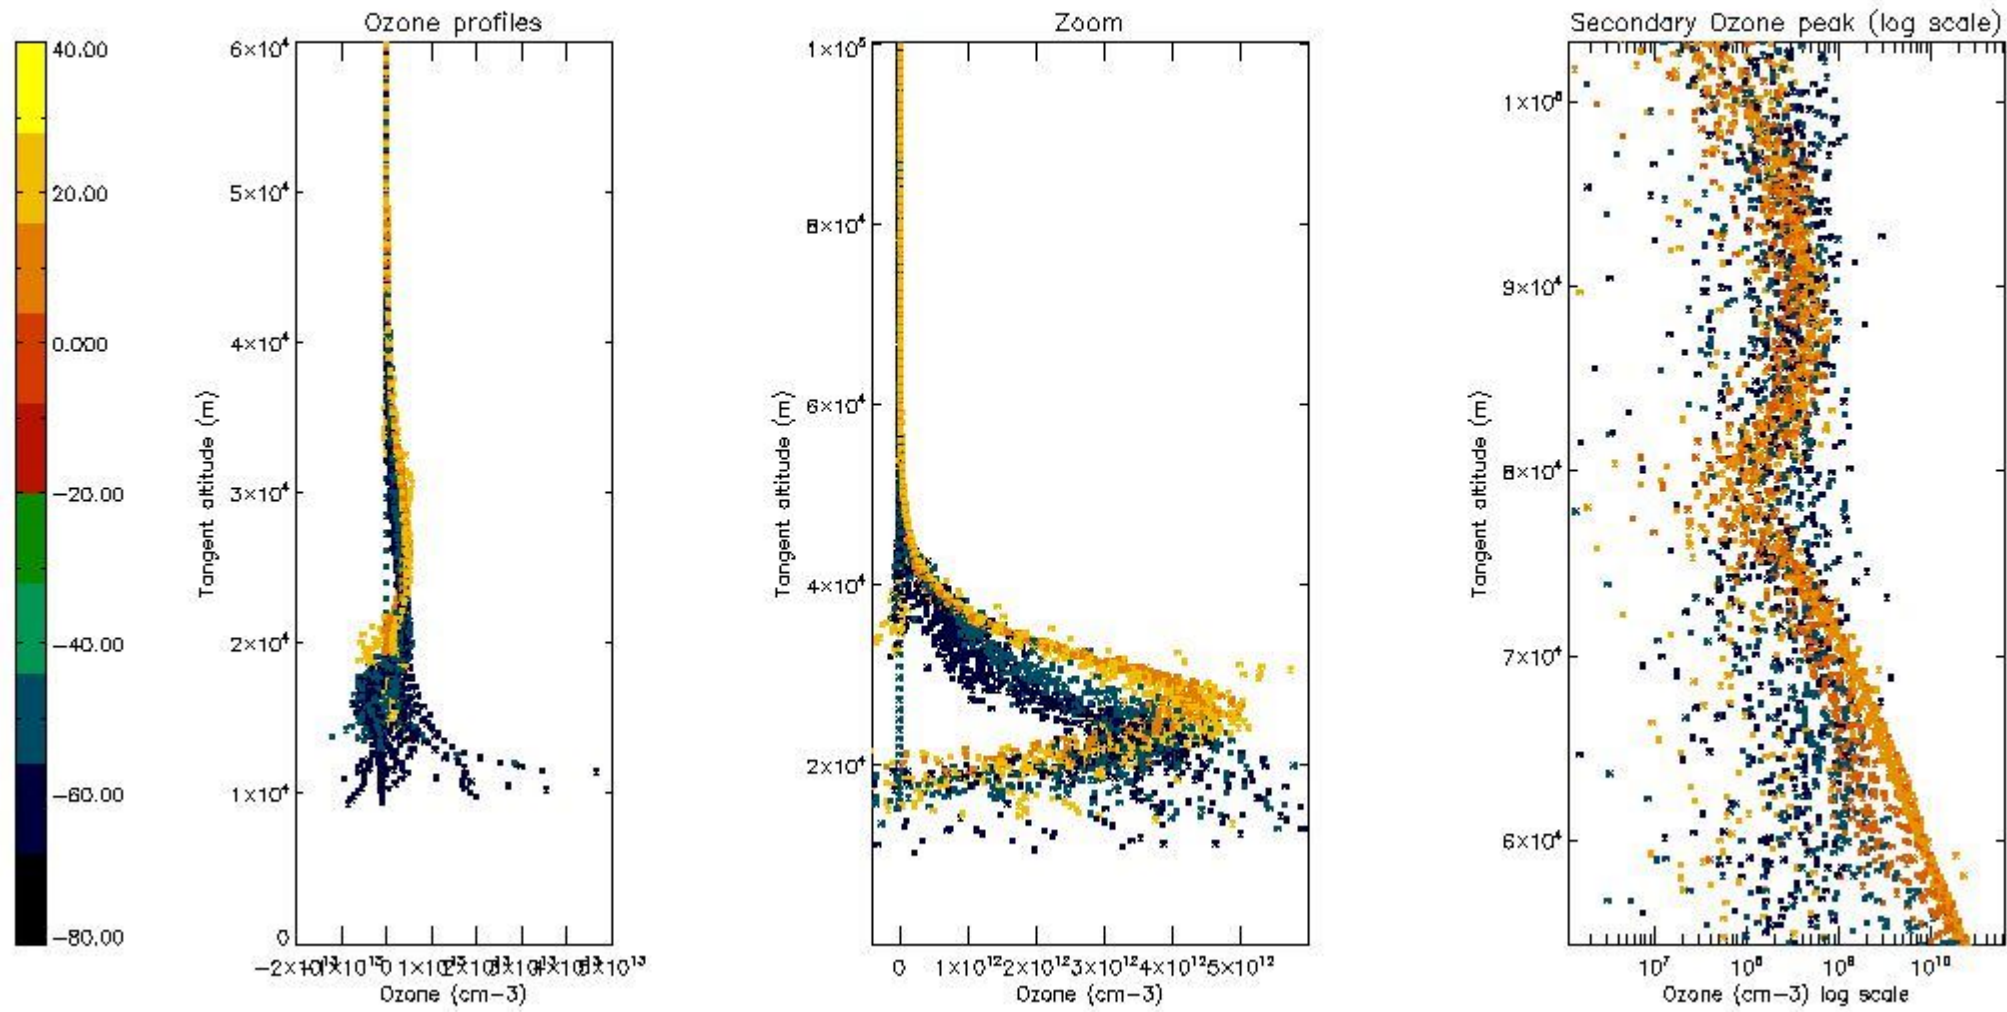 Ozone profiles
Zoom
Secondary Ozone peak (log scale)
40.00
20.00
0.000
−20.00
−40.00
−60.00
−80.00
6×10⁴
5×10⁴
4×10⁴
3×10⁴
2×10⁴
1×10⁴
0
Tangent altitude (m)
Ozone (cm−3)
1×10⁵
8×10⁴
6×10⁴
4×10⁴
2×10⁴
Tangent altitude (m)
0 1×10¹² 2×10¹² 3×10¹² 4×10¹² 5×10¹²
Ozone (cm−3)
9×10⁴
8×10⁴
7×10⁴
6×10⁴
Tangent altitude (m)
10⁷ 10⁸ 10⁹ 10¹⁰
Ozone (cm−3) log scale